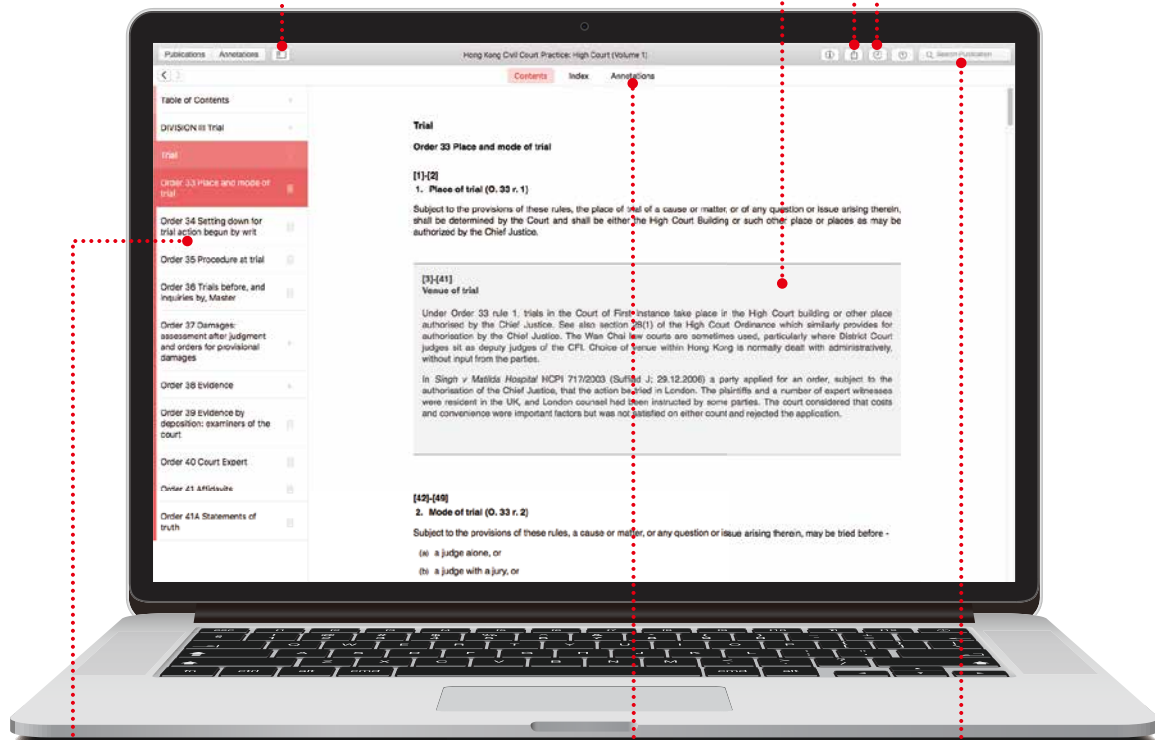 Publications Annotations
Hong Kong Civil Court Practice: High Court (Volume 1)
Search Publication
Contents Index Annotations
Table of Contents
DIVISION III Trial
Trial
Order 33 Place and mode of
trial
Order 34 Setting down for
trial action begun by writ
Order 35 Procedure at trial
Order 36 Trials before, and
inquiries by, Master
Order 37 Damages:
assessment after judgment
and orders for provisional
damages
Order 38 Evidence
Order 39 Evidence by
deposition: examiners of the
court
Order 40 Court Expert
Order 41 Affidavits
Order 41A Statements of
truth
Trial
Order 33 Place and mode of trial
[1]-[2]
1. Place of trial (O. 33 r. 1)
Subject to the provisions of these rules, the place of trial of a cause or matter, or of any question or issue arising therein,
shall be determined by the Court and shall be either the High Court Building or such other place or places as may be
authorized by the Chief Justice.
[3]-[41]
Venue of trial
Under Order 33 rule 1, trials in the Court of First Instance take place in the High Court building or other place
authorised by the Chief Justice. See also section 28(1) of the High Court Ordinance which similarly provides for
authorisation by the Chief Justice. The Wan Chai law courts are sometimes used, particularly where District Court
judges sit as deputy judges of the CFI. Choice of venue within Hong Kong is normally dealt with administratively,
without input from the parties.
In Singh v Matilda Hospital HCPI 717/2003 (Suffiad J; 29.12.2006) a party applied for an order, subject to the
authorisation of the Chief Justice, that the action be tried in London. The plaintiffs and a number of expert witnesses
were resident in the UK, and London counsel had been instructed by some parties. The court considered that costs
and convenience were important factors but was not satisfied on either count and rejected the application.
[42]-[49]
2. Mode of trial (O. 33 r. 2)
Subject to the provisions of these rules, a cause or matter, or any question or issue arising therein, may be tried before -
(a) a judge alone, or
(b) a judge with a jury, or